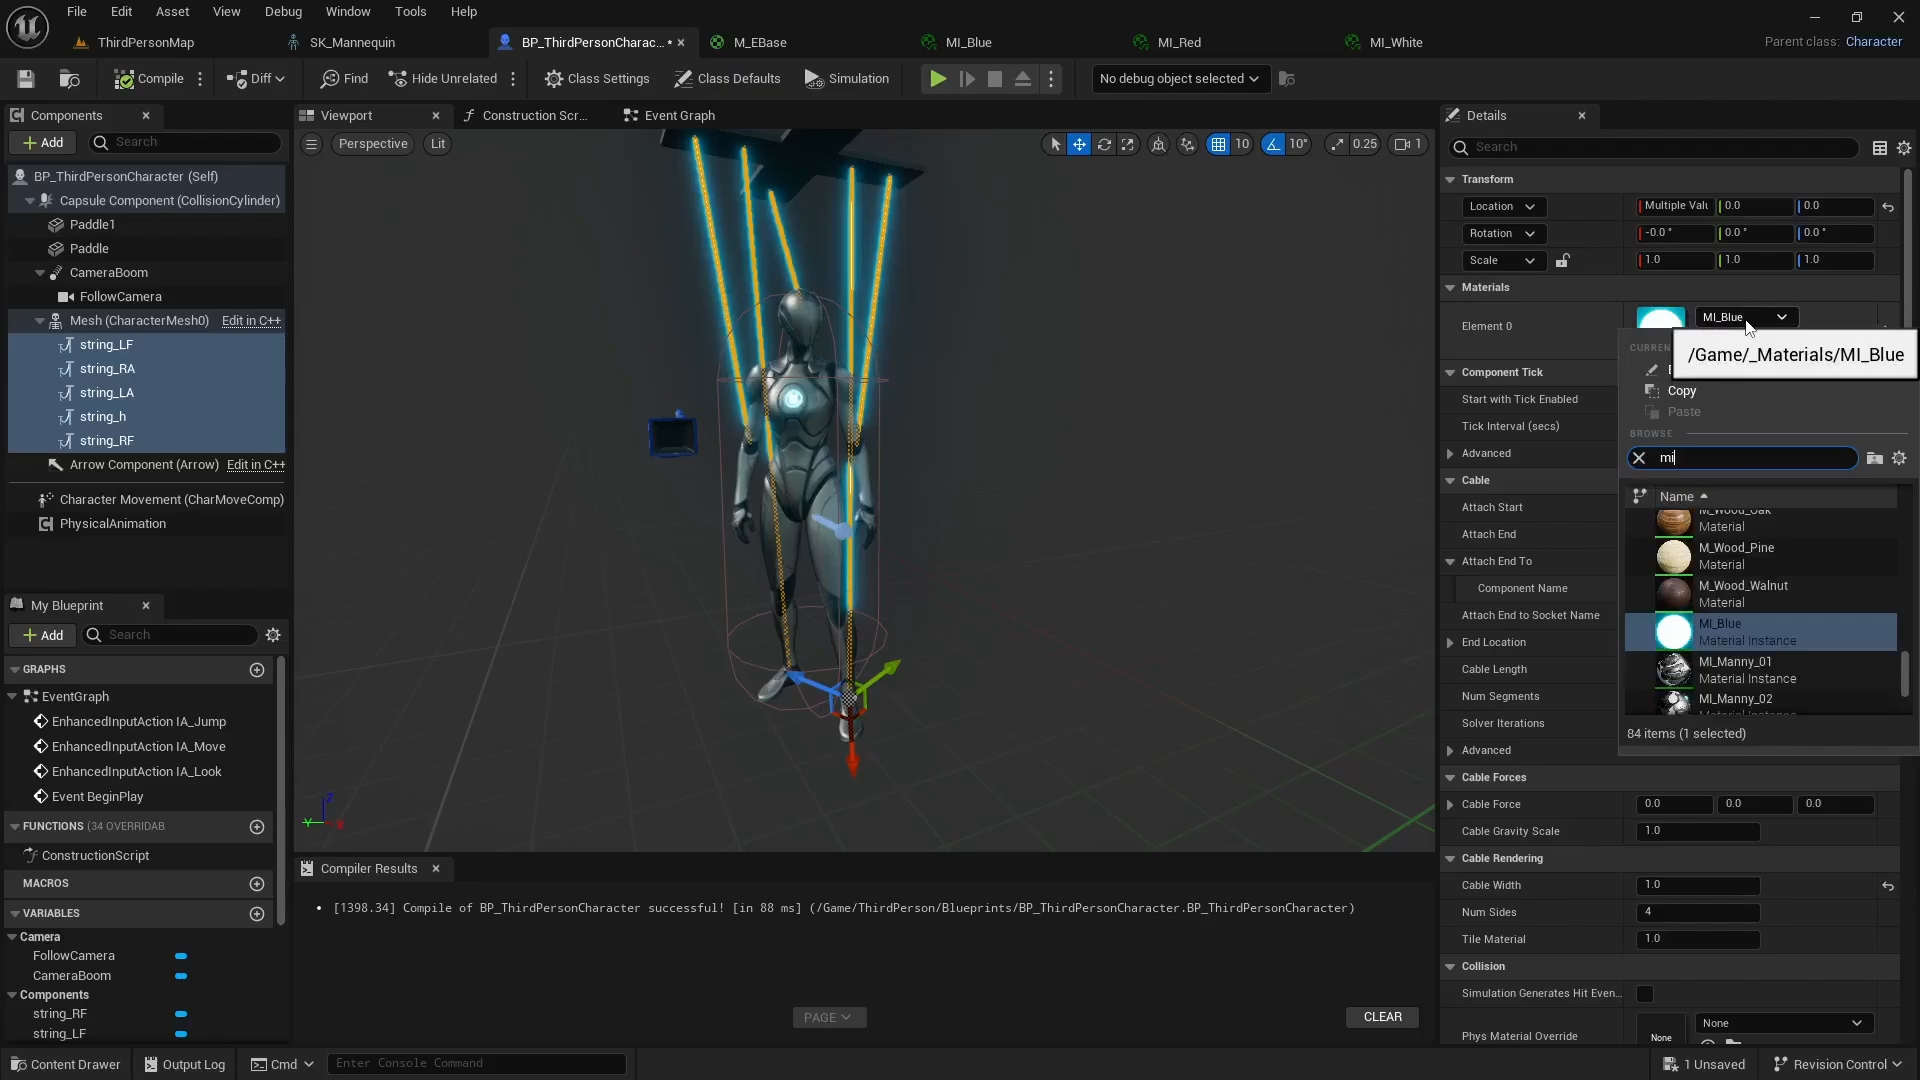 File Edit Asset View Debug Window Tools Help
ThirdPersonMap SK_Mannequin BP_ThirdPersonCharac... • M_EBase MI_Blue MI_Red MI_White Parent class: Character
Compile Diff Find Hide Unrelated Class Settings Class Defaults Simulation No debug object selected
Components
Add Search
BP_ThirdPersonCharacter (Self)
Capsule Component (CollisionCylinder)
Paddle1
Paddle
CameraBoom
FollowCamera
Mesh (CharacterMesh0) Edit in C++
string_LF
string_RA
string_LA
string_h
string_RF
Arrow Component (Arrow) Edit in C++
Character Movement (CharMoveComp)
PhysicalAnimation
My Blueprint
Add Search
GRAPHS
EventGraph
EnhancedInputAction IA_Jump
EnhancedInputAction IA_Move
EnhancedInputAction IA_Look
Event BeginPlay
FUNCTIONS (34 OVERRIDAB
ConstructionScript
MACROS
VARIABLES
Camera
FollowCamera
CameraBoom
Components
string_RF
string_LF
Viewport Construction Scr... Event Graph
Perspective Lit 10 10° 0.25 1
Z
Y X
Compiler Results
• [1398.34] Compile of BP_ThirdPersonCharacter successful! [in 88 ms] (/Game/ThirdPerson/Blueprints/BP_ThirdPersonCharacter.BP_ThirdPersonCharacter)
PAGE CLEAR
Details
Search
Transform
Location Multiple Valu 0.0 0.0
Rotation -0.0 ° 0.0 ° 0.0 °
Scale 1.0 1.0 1.0
Materials
Element 0 MI_Blue
/Game/_Materials/MI_Blue
Copy
Paste
BROWSE
mi
Name
M_Wood_Oak
Material
M_Wood_Pine
Material
M_Wood_Walnut
Material
MI_Blue
Material Instance
MI_Manny_01
Material Instance
MI_Manny_02
Material Instance
84 items (1 selected)
Component Tick
Start with Tick Enabled
Tick Interval (secs)
Advanced
Cable
Attach Start
Attach End
Attach End To
Component Name
Attach End to Socket Name
End Location
Cable Length
Num Segments
Solver Iterations
Advanced
Cable Forces
Cable Force 0.0 0.0 0.0
Cable Gravity Scale 1.0
Cable Rendering
Cable Width 1.0
Num Sides 4
Tile Material 1.0
Collision
Simulation Generates Hit Even...
Phys Material Override None None
Content Drawer Output Log Cmd Enter Console Command 1 Unsaved Revision Control